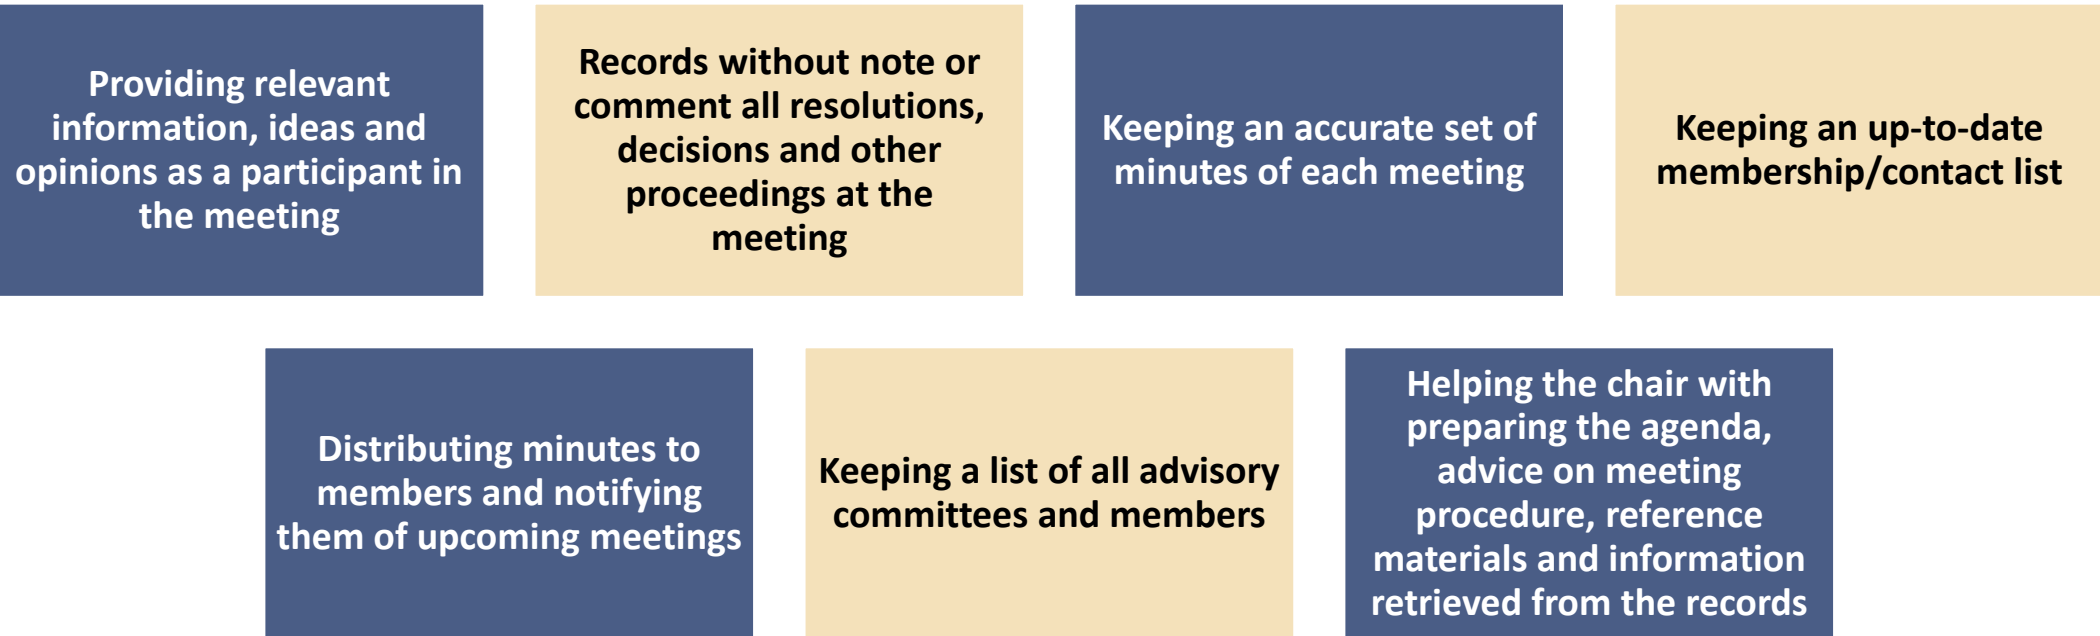 Providing relevant
information, ideas and
opinions as a participant in
the meeting
Records without note or
comment all resolutions,
decisions and other
proceedings at the
meeting
Keeping an accurate set of
minutes of each meeting
Keeping an up-to-date
membership/contact list
Distributing minutes to
members and notifying
them of upcoming meetings
Keeping a list of all advisory
committees and members
Helping the chair with
preparing the agenda,
advice on meeting
procedure, reference
materials and information
retrieved from the records